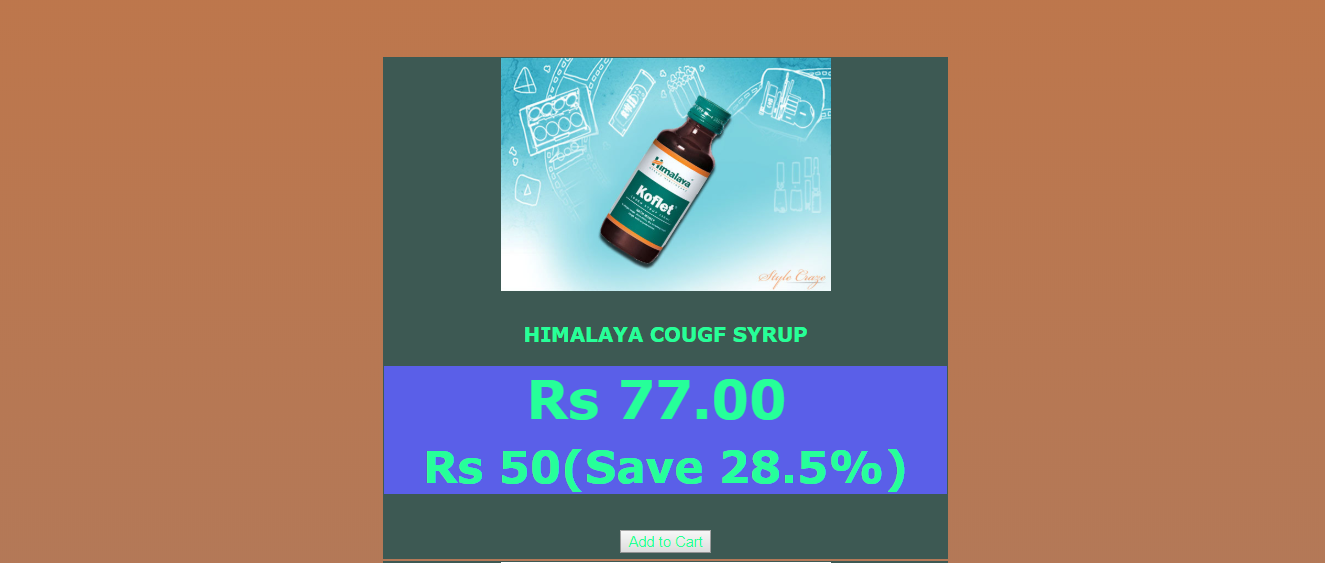 Himalaya
Koflet
Style Craze
HIMALAYA COUGF SYRUP
Rs 77.00
Rs 50(Save 28.5%)
Add to Cart